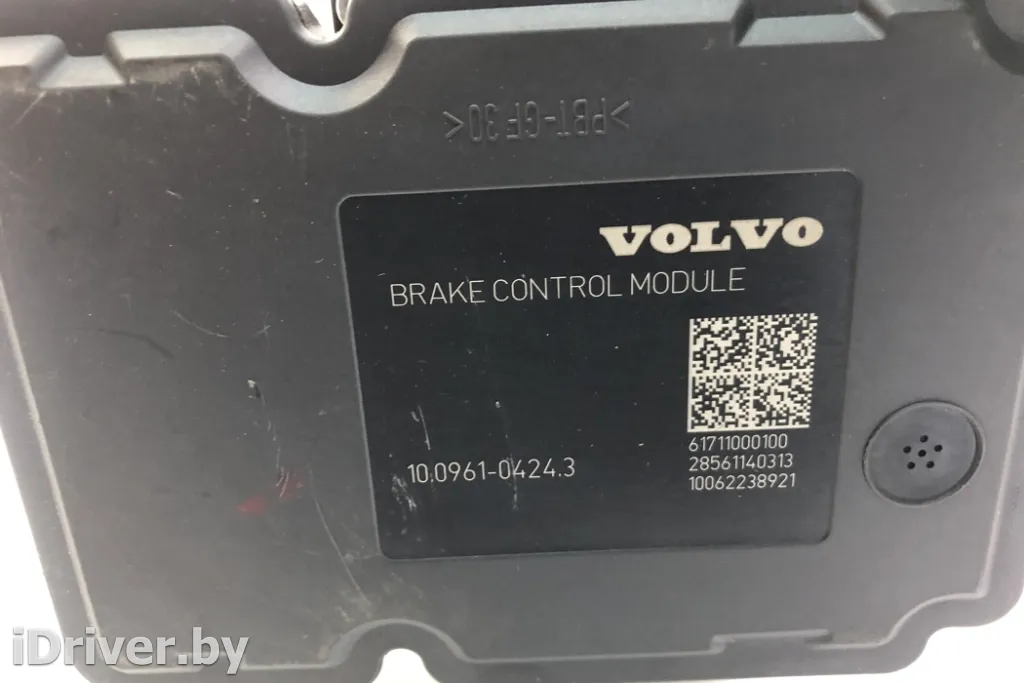 >PBT-GF30<
VOLVO
BRAKE CONTROL MODULE
61711000100
10.0961-0424.3
28561140313
10062238921
iDriver.by